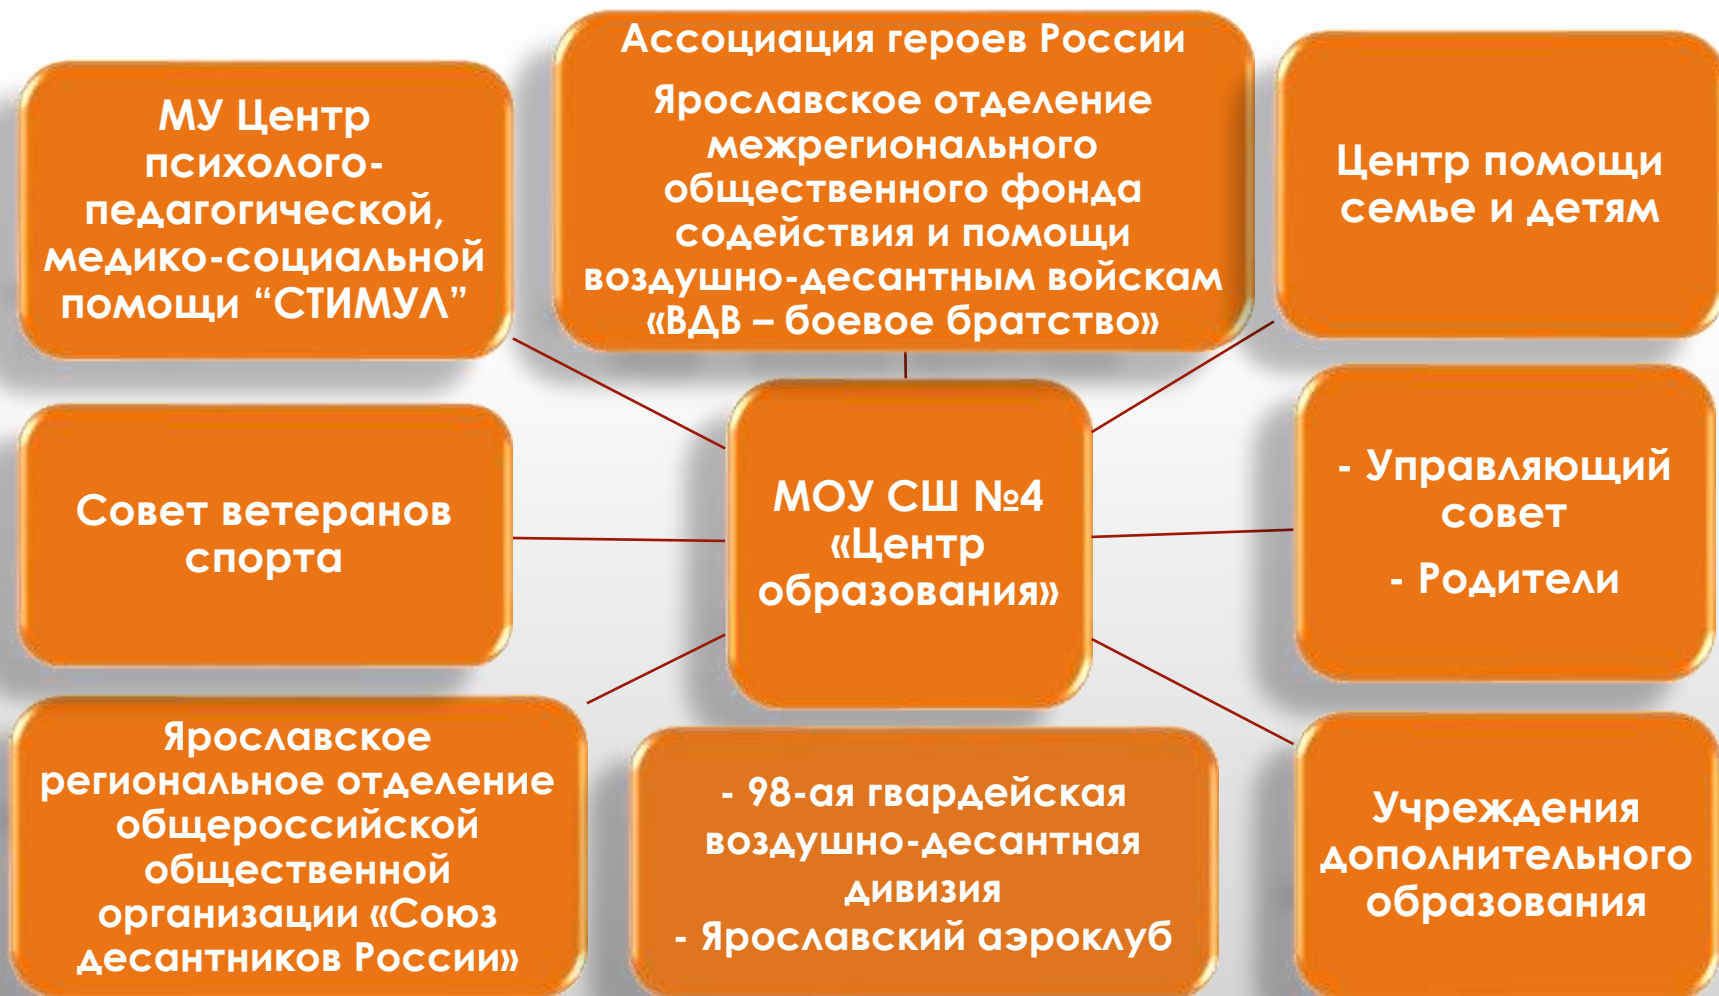 МУ Центр
психолого-
педагогической,
медико-социальной
помощи “СТИМУЛ”
Ассоциация героев России
Ярославское отделение
межрегионального
общественного фонда
содействия и помощи
воздушно-десантным войскам
«ВДВ – боевое братство»
Центр помощи
семье и детям
Совет ветеранов
спорта
МОУ СШ №4
«Центр
образования»
- Управляющий
совет
- Родители
Ярославское
региональное отделение
общероссийской
общественной
организации «Союз
десантников России»
- 98-ая гвардейская
воздушно-десантная
дивизия
- Ярославский аэроклуб
Учреждения
дополнительного
образования